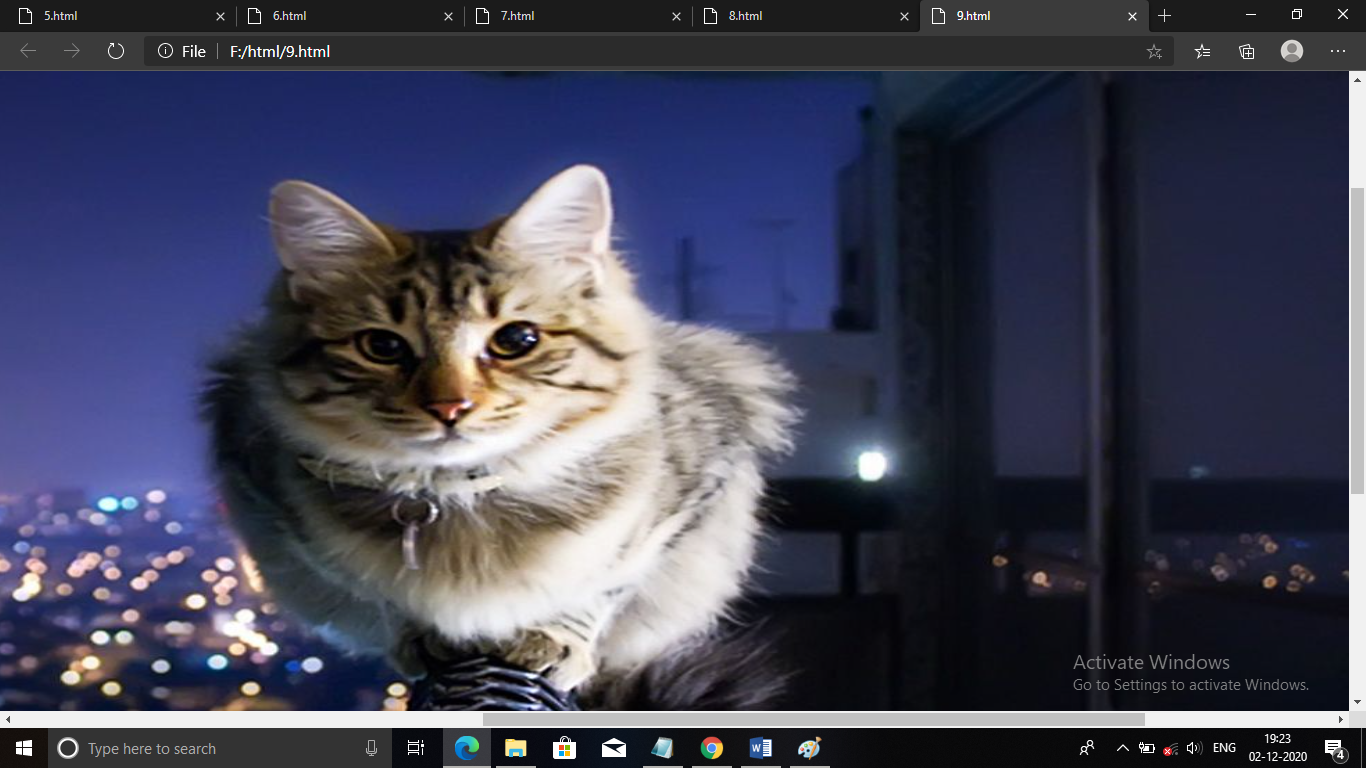 5.html
6.html
7.html
8.html
9.html
File
F:/html/9.html
Activate Windows
Go to Settings to activate Windows.
Type here to search
ENG
19:23
02-12-2020
4